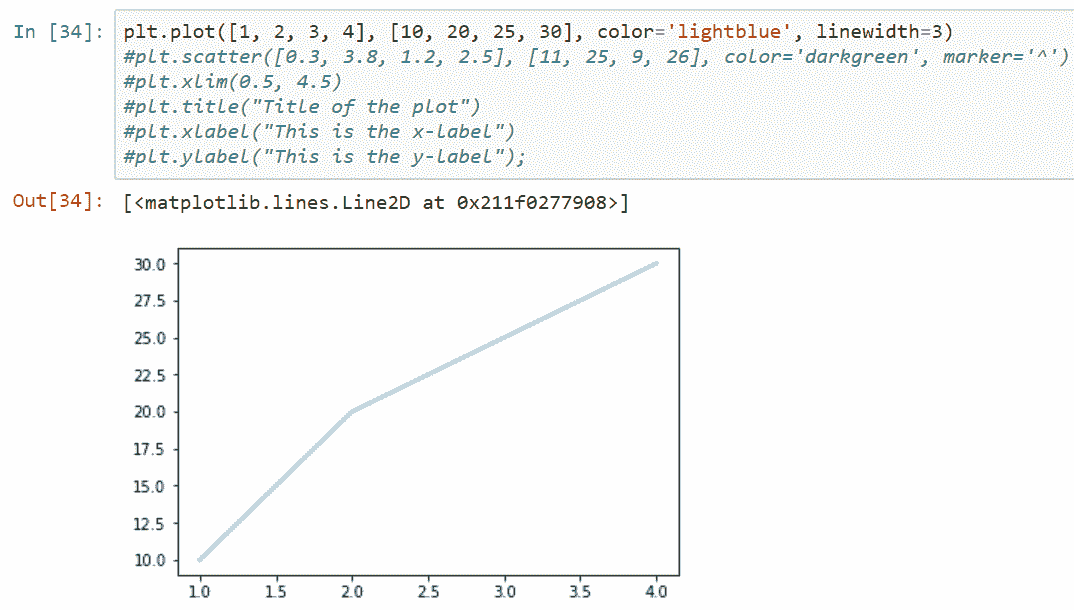 In [34]: plt.plot([1, 2, 3, 4], [10, 20, 25, 30], color='lightblue', linewidth=3)
#plt.scatter([0.3, 3.8, 1.2, 2.5], [11, 25, 9, 26], color='darkgreen', marker='^')
#plt.xlim(0.5, 4.5)
#plt.title("Title of the plot")
#plt.xlabel("This is the x-label")
#plt.ylabel("This is the y-label");
Out[34]: [<matplotlib.lines.Line2D at 0x211f0277908>]
30.0
27.5
25.0
22.5
20.0
17.5
15.0
12.5
10.0
1.0 1.5 2.0 2.5 3.0 3.5 4.0